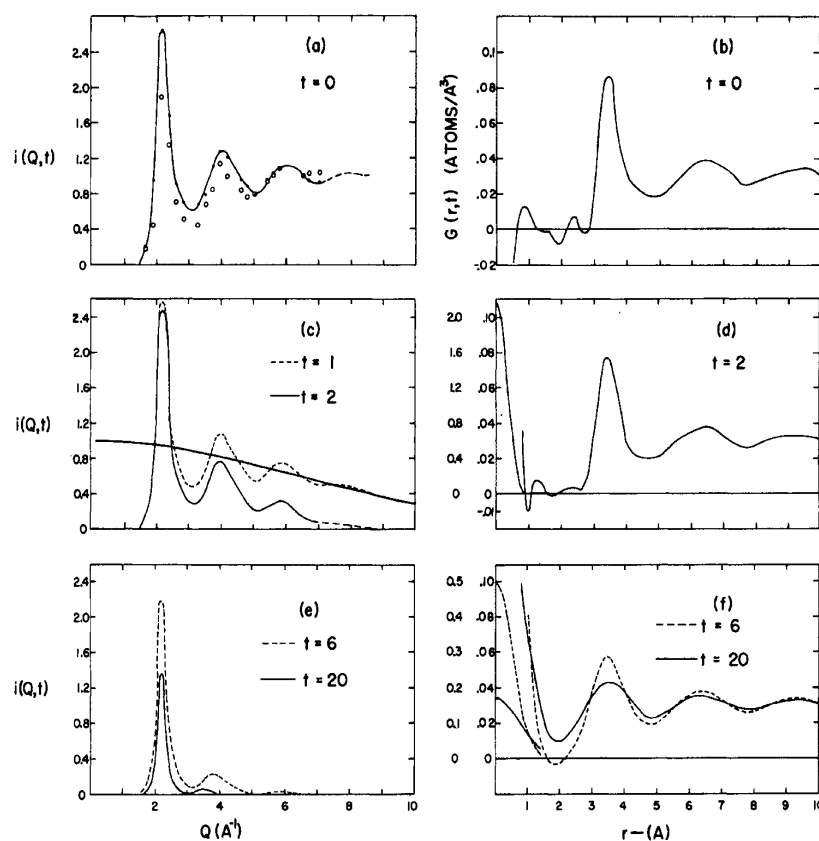 (a)
t = 0
i (Q,t)
2.4
2.0
1.6
1.2
0.8
0.4
0
(b)
t = 0
G (r,t) (ATOMS/A³)
0.1
.08
.06
.04
.02
0
-.02
(c)
t = 1
t = 2
i(Q,t)
2.4
2.0
1.6
1.2
0.8
0.4
0
(d)
t = 2
2.0 .08
1.6 .06
1.2 .04
0.4 .02
0 0
-.01
(e)
t = 6
t = 20
i(Q,t)
2.4
2.0
1.6
1.2
0.8
0.4
0
2 4 6 8 10
Q (A⁻¹)
(f)
t = 6
t = 20
0.5 .10
0.4 .08
0.3 .06
0.2 .04
0.1 .02
0 0
1 2 3 4 5 6 7 8 9 10
r—(A)